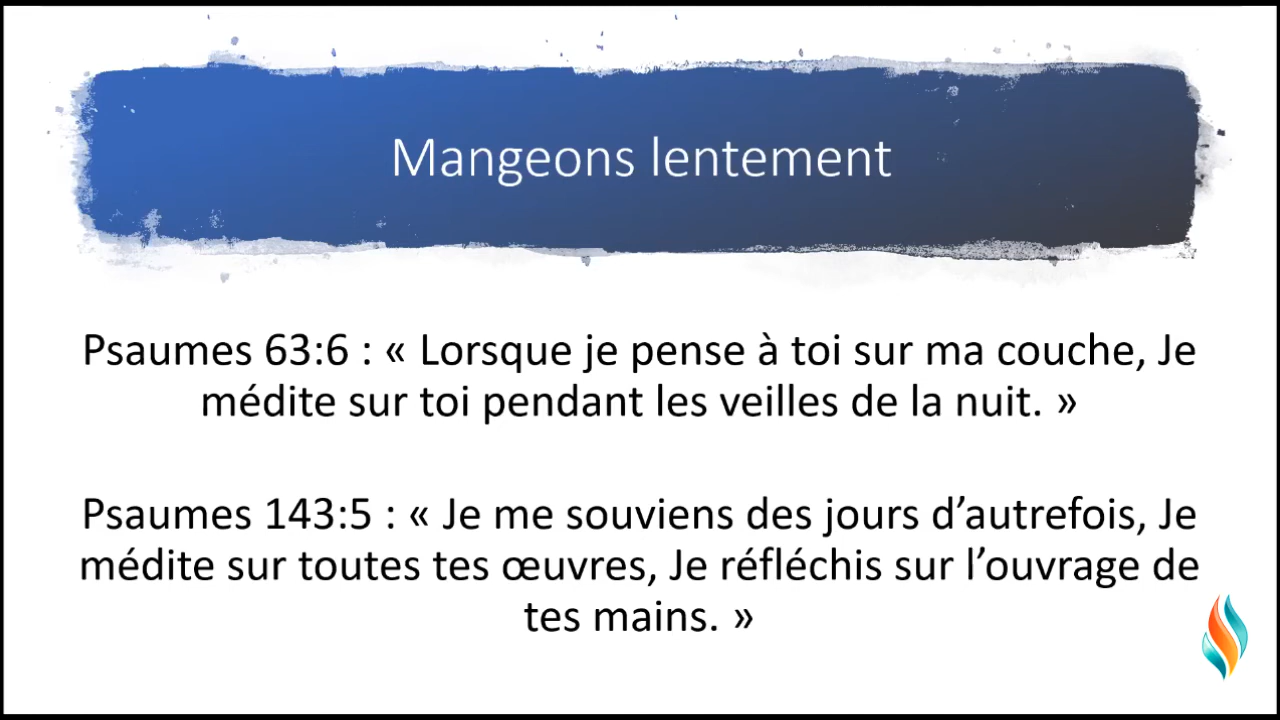 Mangeons lentement
Psaumes 63:6 : « Lorsque je pense à toi sur ma couche, Je
médite sur toi pendant les veilles de la nuit. »
Psaumes 143:5 : « Je me souviens des jours d’autrefois, Je
médite sur toutes tes œuvres, Je réfléchis sur l’ouvrage de
tes mains. »